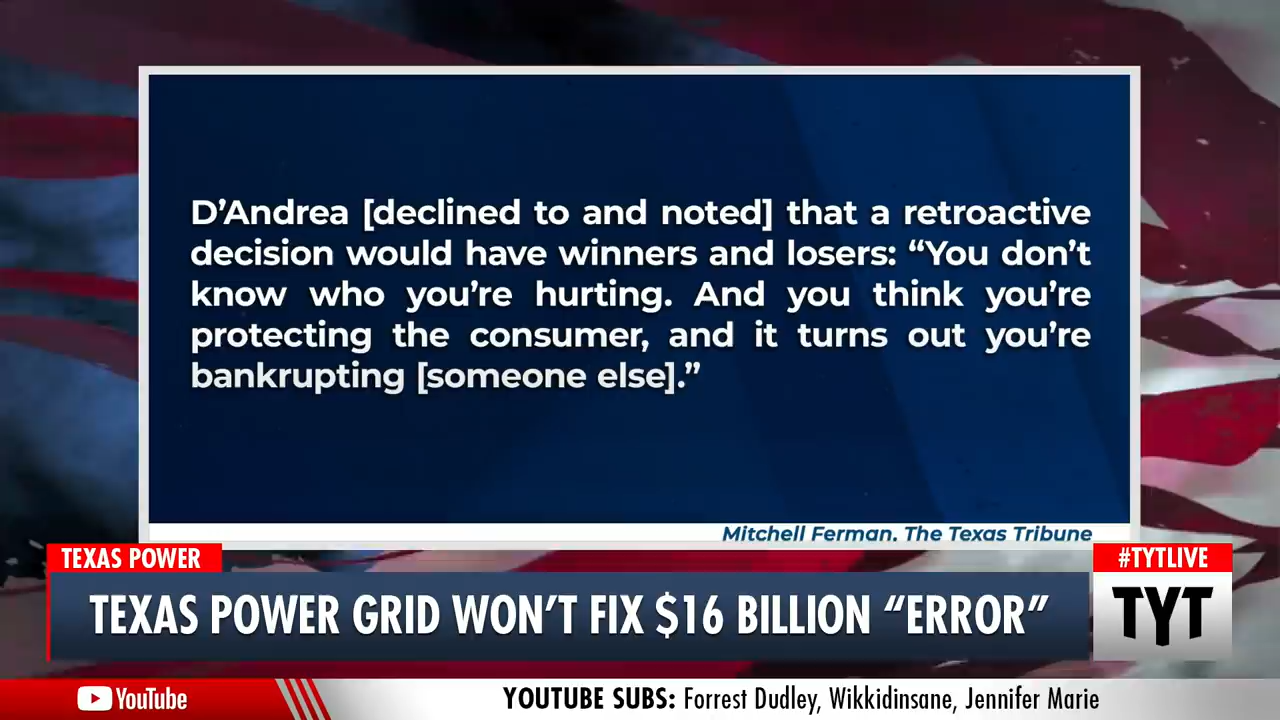 D’Andrea [declined to and noted] that a retroactive
decision would have winners and losers: “You don’t
know who you’re hurting. And you think you’re
protecting the consumer, and it turns out you’re
bankrupting [someone else].”
Mitchell Ferman, The Texas Tribune
TEXAS POWER
#TYTLIVE
TEXAS POWER GRID WON’T FIX $16 BILLION “ERROR”
TYT
YouTube
YOUTUBE SUBS: Forrest Dudley, Wikkidinsane, Jennifer Marie